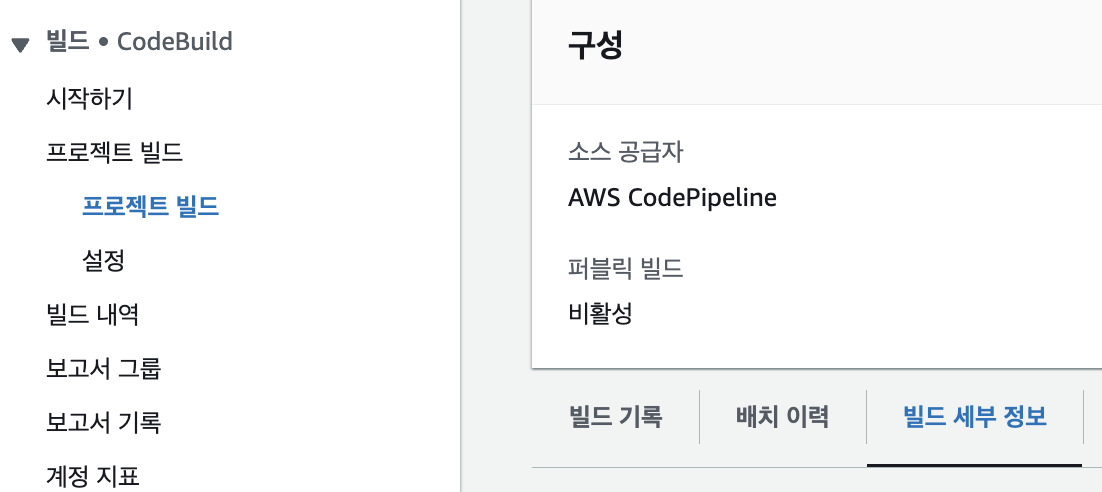 빌드 • CodeBuild
시작하기
프로젝트 빌드
프로젝트 빌드
설정
빌드 내역
보고서 그룹
보고서 기록
계정 지표
구성
소스 공급자
AWS CodePipeline
퍼블릭 빌드
비활성
빌드 기록
배치 이력
빌드 세부 정보